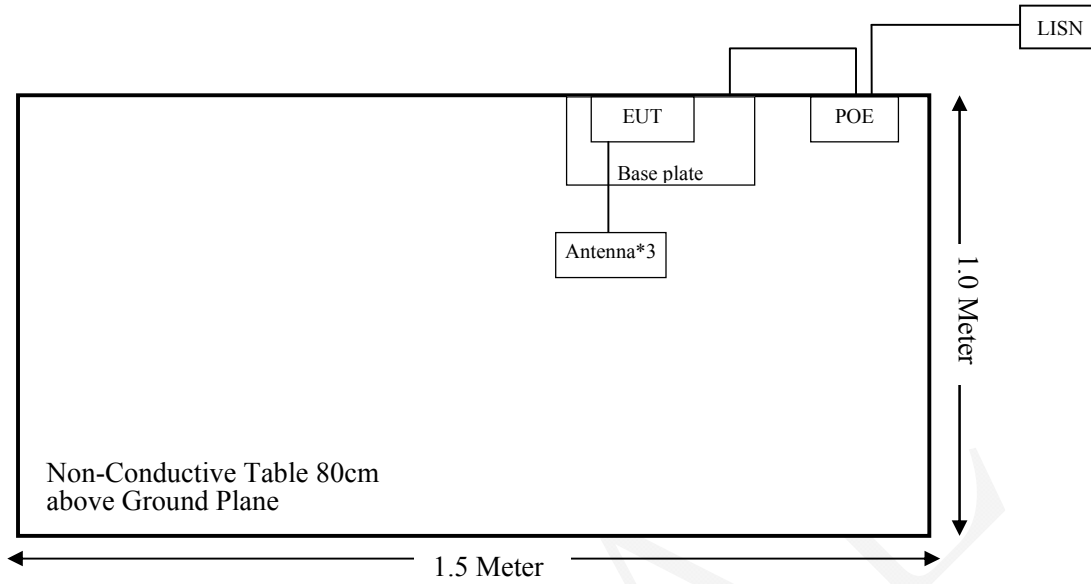 LISN
EUT
POE
Base plate
Antenna*3
1.0 Meter
Non-Conductive Table 80cm
above Ground Plane
1.5 Meter